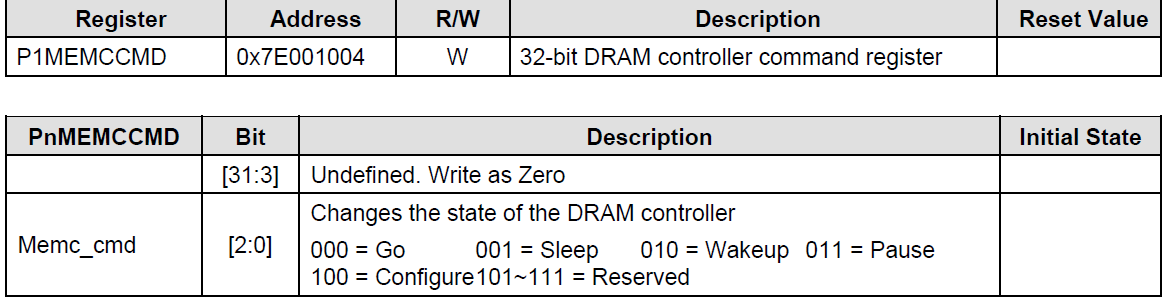 Register Address R/W Description Reset Value
P1MEMCCMD 0x7E001004 W 32-bit DRAM controller command register
PnMEMCCMD Bit Description Initial State
[31:3] Undefined. Write as Zero
Memc_cmd [2:0] Changes the state of the DRAM controller
000 = Go 001 = Sleep 010 = Wakeup 011 = Pause
100 = Configure101~111 = Reserved